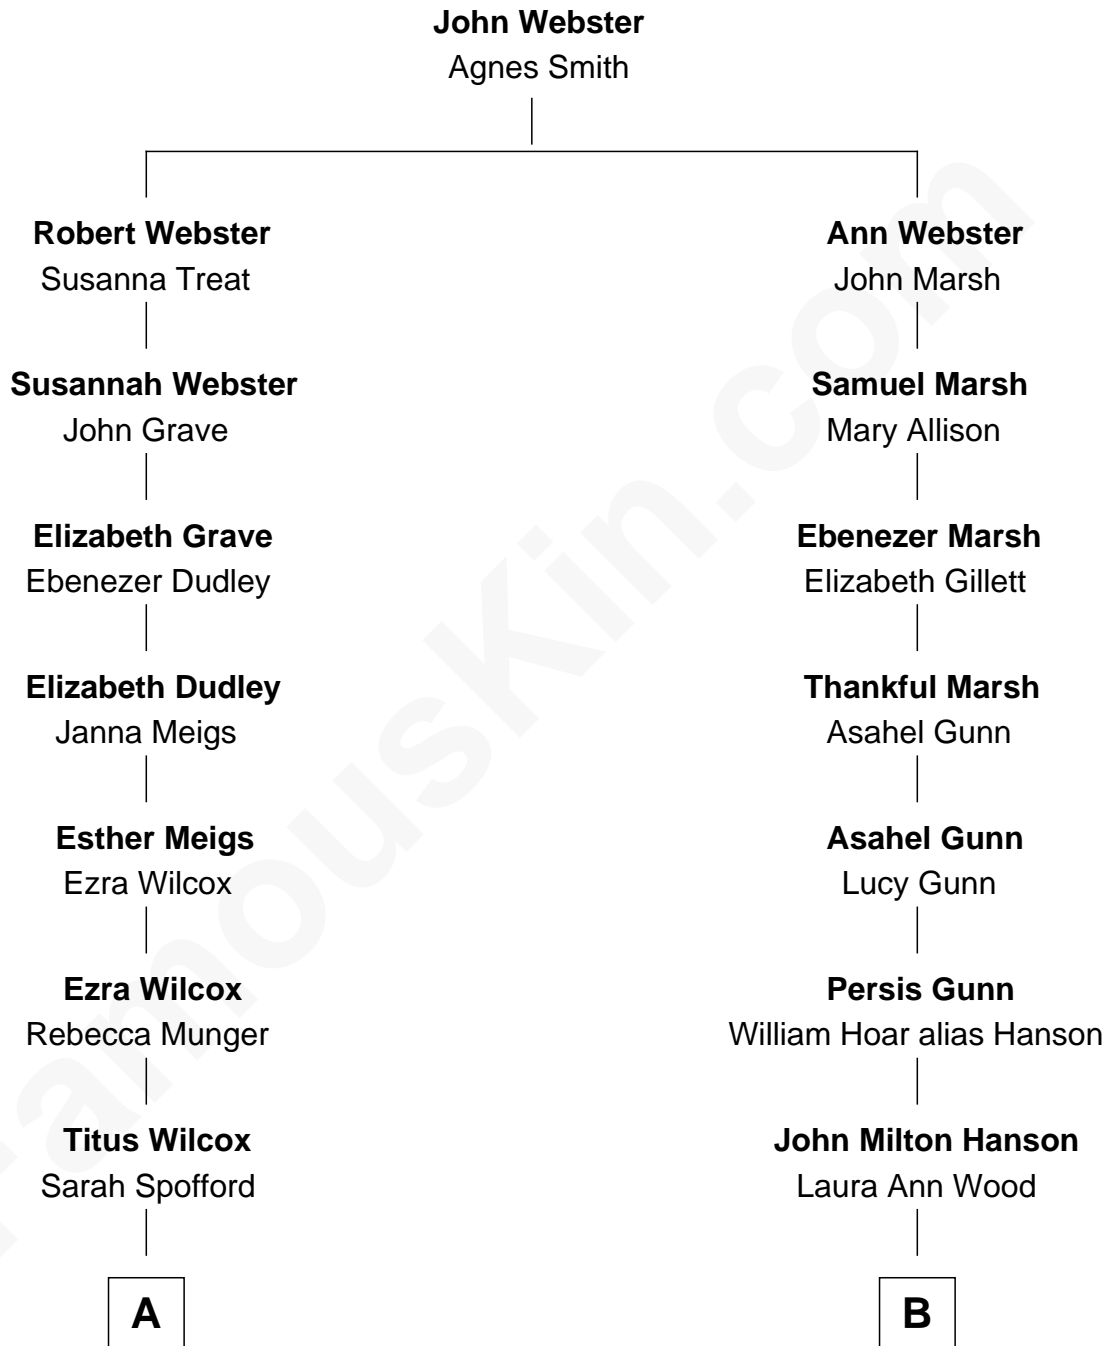 John Webster
Agnes Smith
Robert Webster
Susanna Treat
Ann Webster
John Marsh
Susannah Webster
John Grave
Samuel Marsh
Mary Allison
Elizabeth Grave
Ebenezer Dudley
Ebenezer Marsh
Elizabeth Gillett
Elizabeth Dudley
Janna Meigs
Thankful Marsh
Asahel Gunn
Esther Meigs
Ezra Wilcox
Asahel Gunn
Lucy Gunn
Ezra Wilcox
Rebecca Munger
Persis Gunn
William Hoar alias Hanson
Titus Wilcox
Sarah Spofford
John Milton Hanson
Laura Ann Wood
A
B
FamousKin.com